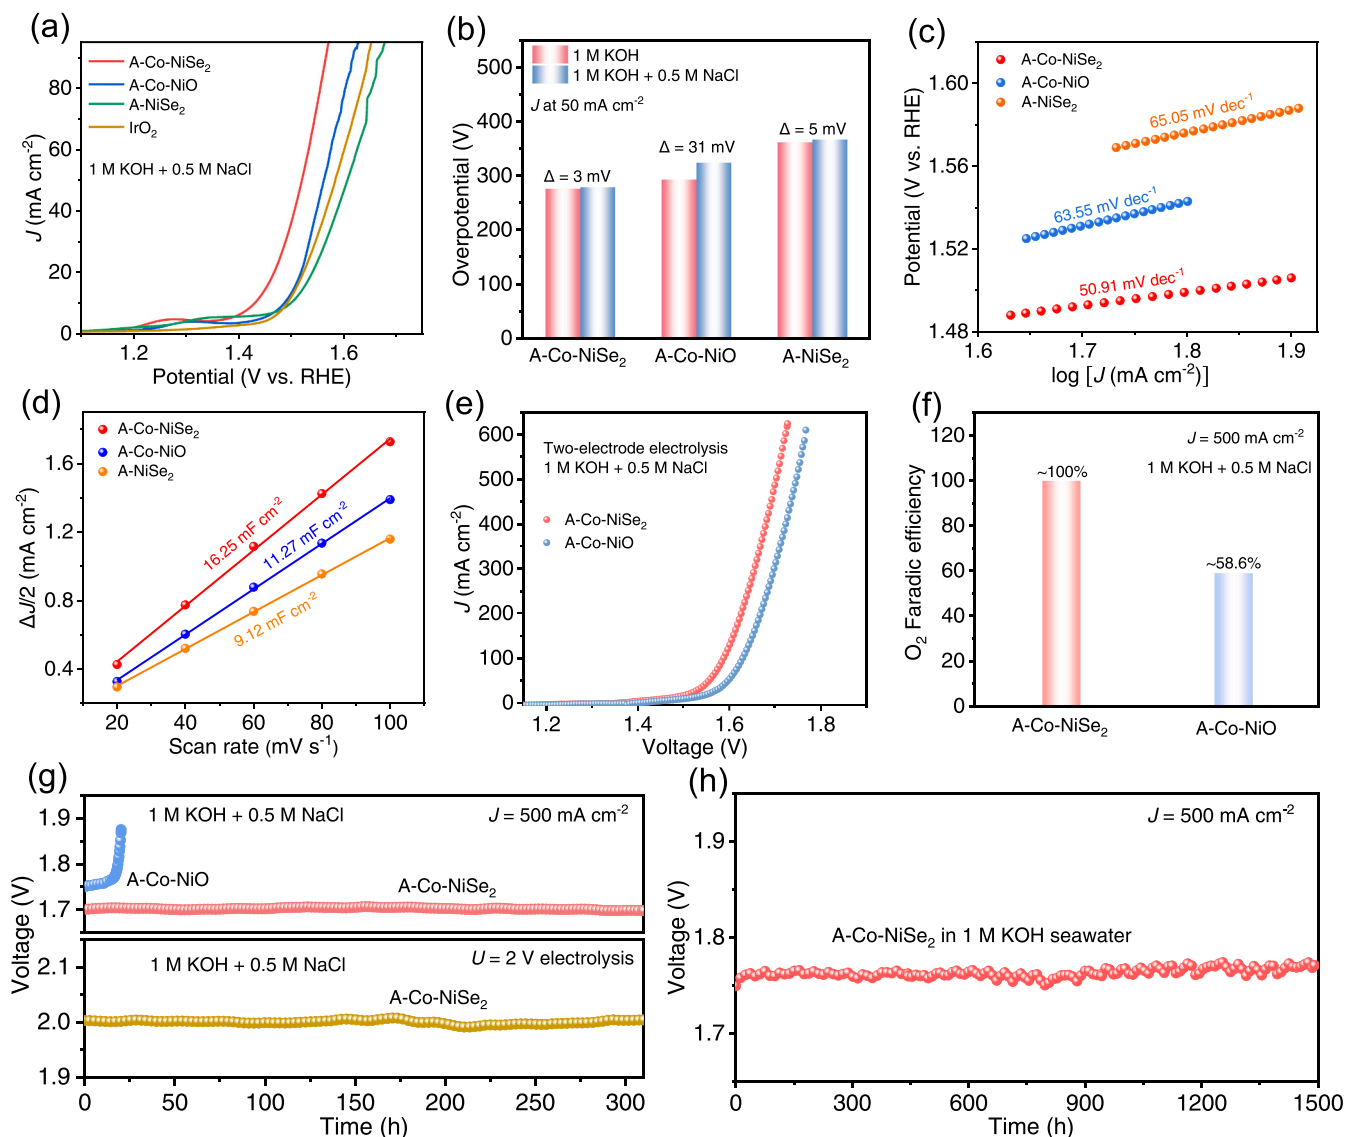 (a)
A-Co-NiSe₂
A-Co-NiO
A-NiSe₂
IrO₂
1 M KOH + 0.5 M NaCl
80
60
40
20
0
J (mA cm⁻²)
1.2 1.4 1.6
Potential (V vs. RHE)
(b)
1 M KOH
1 M KOH + 0.5 M NaCl
J at 50 mA cm⁻²
Δ = 3 mV
Δ = 31 mV
Δ = 5 mV
500
400
300
200
100
0
Overpotential (V)
A-Co-NiSe₂ A-Co-NiO A-NiSe₂
(c)
A-Co-NiSe₂
A-Co-NiO
A-NiSe₂
65.05 mV dec⁻¹
63.55 mV dec⁻¹
50.91 mV dec⁻¹
1.60
1.56
1.52
1.48
Potential (V vs. RHE)
1.6 1.7 1.8 1.9
log [J (mA cm⁻²)]
(d)
A-Co-NiSe₂
A-Co-NiO
A-NiSe₂
16.25 mF cm⁻²
11.27 mF cm⁻²
9.12 mF cm⁻²
1.6
1.2
0.8
0.4
ΔJ/2 (mA cm⁻²)
20 40 60 80 100
Scan rate (mV s⁻¹)
(e)
Two-electrode electrolysis
1 M KOH + 0.5 M NaCl
A-Co-NiSe₂
A-Co-NiO
600
500
400
300
200
100
0
J (mA cm⁻²)
1.2 1.4 1.6 1.8
Voltage (V)
(f)
J = 500 mA cm⁻²
1 M KOH + 0.5 M NaCl
~100%
~58.6%
120
100
80
60
40
20
0
O₂ Faradic efficiency
A-Co-NiSe₂ A-Co-NiO
(g)
1 M KOH + 0.5 M NaCl
J = 500 mA cm⁻²
A-Co-NiO
A-Co-NiSe₂
1.9
1.8
1.7
1 M KOH + 0.5 M NaCl
U = 2 V electrolysis
A-Co-NiSe₂
2.1
2.0
1.9
Voltage (V)
0 50 100 150 200 250 300
Time (h)
(h)
J = 500 mA cm⁻²
A-Co-NiSe₂ in 1 M KOH seawater
1.9
1.8
1.7
Voltage (V)
0 300 600 900 1200 1500
Time (h)